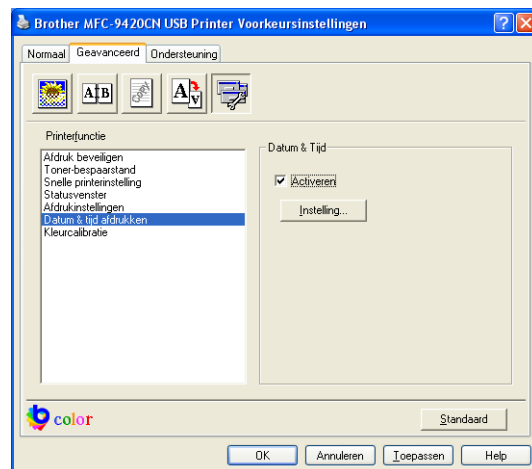 Brother MFC-9420CN USB Printer Voorkeursinstellingen
Normaal Geavanceerd Ondersteuning
A B
A V
Printerfunctie
Datum & Tijd
Afdruk beveiligen
Toner-bespaarstand
Snelle printerinstelling
Statusvenster
Afdrukinstellingen
Datum & tijd afdrukken
Kleurcalibratie
Activeren
Instelling...
color
Standaard
OK Annuleren Toepassen Help